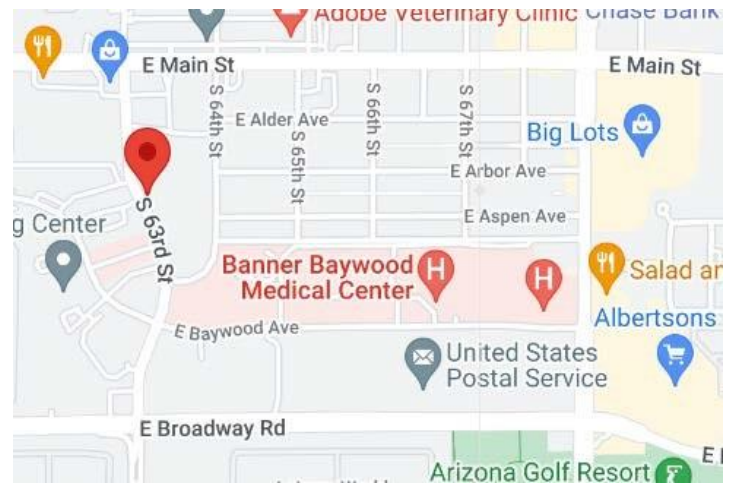 Adobe Veterinary Clinic
Chase Bank
E Main St
E Main St
S 64th St
E Alder Ave
S 65th St
S 66th St
S 67th St
Big Lots
E Arbor Ave
E Aspen Ave
S 63rd St
g Center
Banner Baywood
Medical Center
H
H
Salad an
E Baywood Ave
Albertsons
United States
Postal Service
E Broadway Rd
Arizona Golf Resort